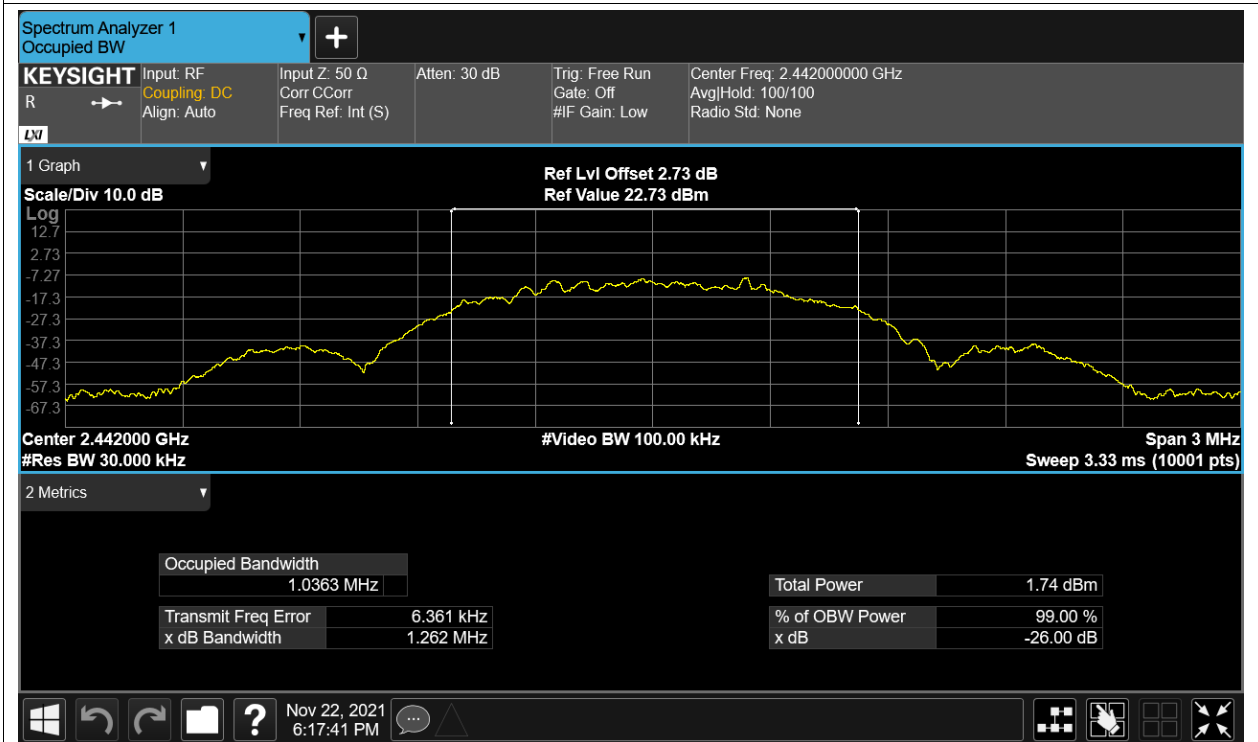 Spectrum Analyzer 1
Occupied BW
KEYSIGHT
R
LXI
Input: RF
Coupling: DC
Align: Auto
Input Z: 50 Ω
Corr CCorr
Freq Ref: Int (S)
Atten: 30 dB
Trig: Free Run
Gate: Off
#IF Gain: Low
Center Freq: 2.442000000 GHz
Avg|Hold: 100/100
Radio Std: None
1 Graph
Scale/Div 10.0 dB
Ref Lvl Offset 2.73 dB
Ref Value 22.73 dBm
Log
12.7
2.73
-7.27
-17.3
-27.3
-37.3
-47.3
-57.3
-67.3
Center 2.442000 GHz
#Video BW 100.00 kHz
Span 3 MHz
#Res BW 30.000 kHz
Sweep 3.33 ms (10001 pts)
2 Metrics
Occupied Bandwidth
1.0363 MHz
Total Power 1.74 dBm
Transmit Freq Error 6.361 kHz
% of OBW Power 99.00 %
x dB Bandwidth 1.262 MHz
x dB -26.00 dB
?
Nov 22, 2021
6:17:41 PM